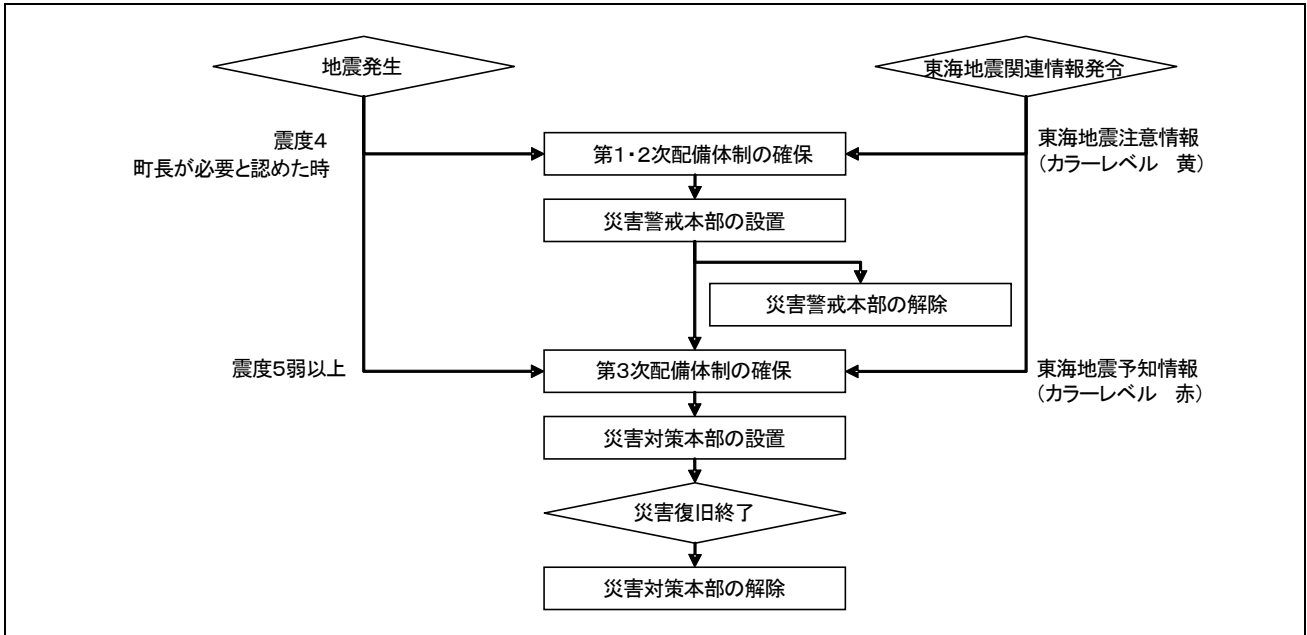 地震発生
東海地震関連情報発令
震度4
町長が必要と認めた時
第1・2次配備体制の確保
東海地震注意情報
(カラーレベル　黄)
災害警戒本部の設置
災害警戒本部の解除
震度5弱以上
第3次配備体制の確保
東海地震予知情報
(カラーレベル　赤)
災害対策本部の設置
災害復旧終了
災害対策本部の解除